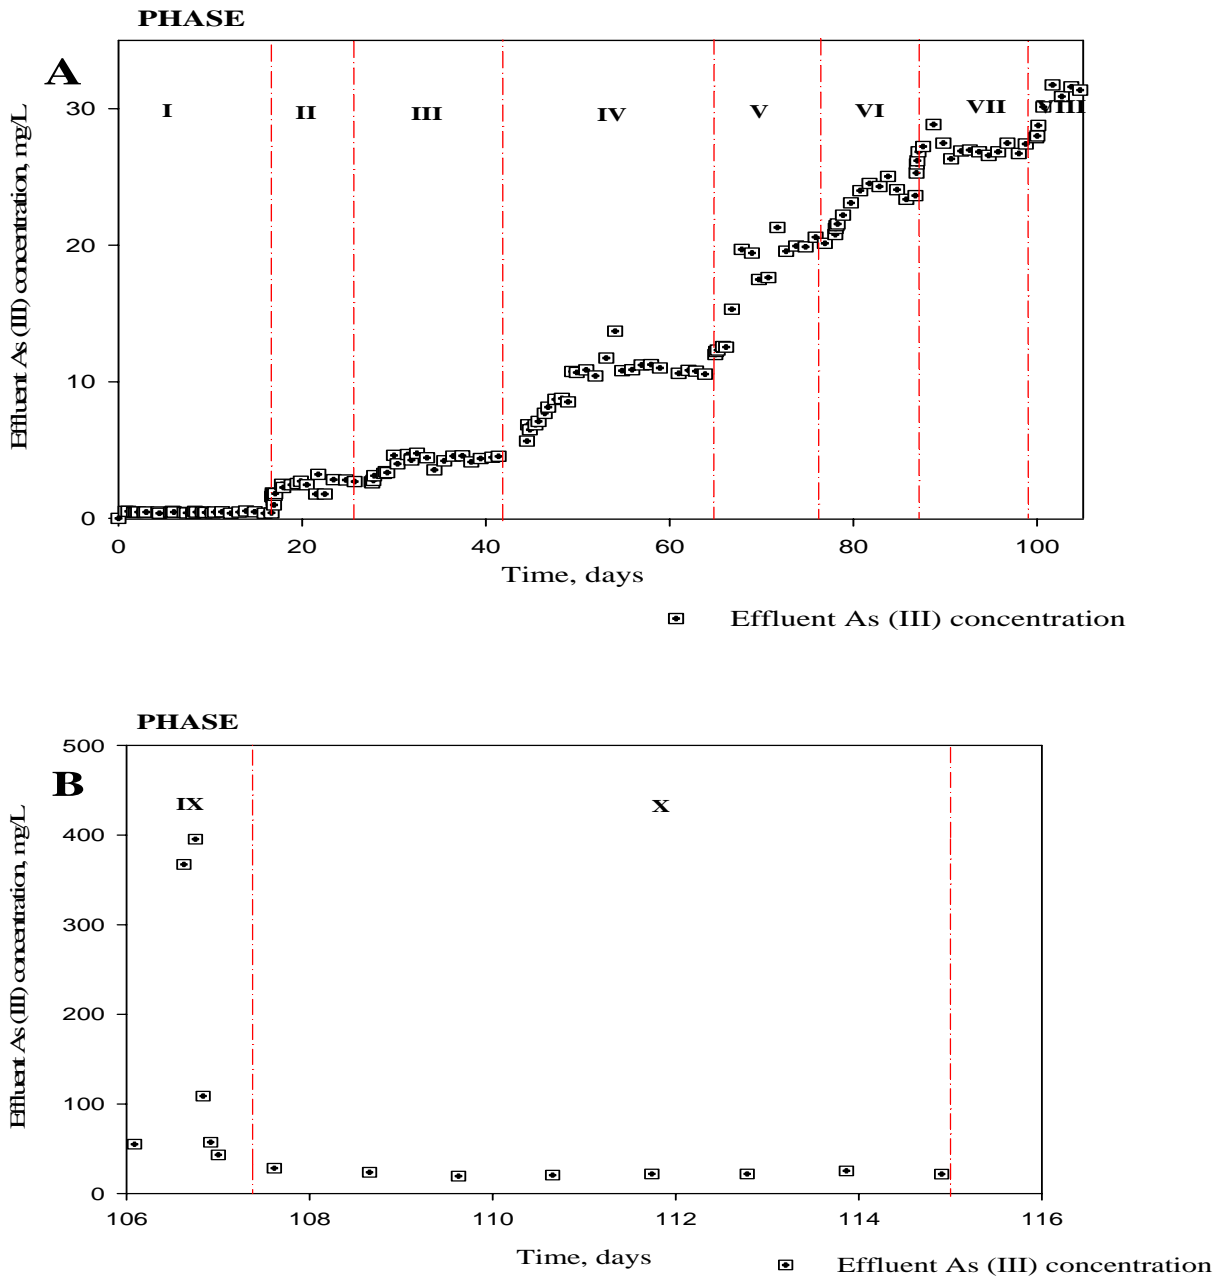 PHASE
A
I II III IV V VI VII VIII
Effluent As (III) concentration, mg/L
30
20
10
0
0 20 40 60 80 100
Time, days
Effluent As (III) concentration
PHASE
B
IX X
Effluent As (III) concentration, mg/L
500
400
300
200
100
0
106 108 110 112 114 116
Time, days
Effluent As (III) concentration